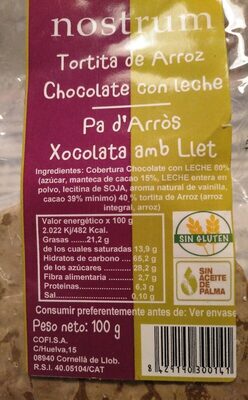 nostrum
Tortita de Arroz
Chocolate con leche
Pa d'Arròs
Xocolata amb Llet
Ingredientes: Cobertura Chocolate con LECHE 60%
(azúcar, manteca de cacao 15%, LECHE entera en
polvo, lecitina de SOJA, aroma natural de vainilla,
cacao 39% mínimo) 40 % tortita de Arroz (arroz
integral, arroz)
Valor energético x 100 g
2.022 Kj/482 Kcal.
Grasas ......21,2 g
de los cuales saturadas 13,9 g
Hidratos de carbono ....65,2 g
de los azúcares ......28,2 g
Fibra alimentaria ......2,7 g
Proteínas......6,3 g
Sal......0,10 g
SIN GLUTEN
SIN
ACEITE DE
PALMA
Consumir preferentemente antes de: Ver envase
Peso neto: 100 g
COFI.S.A.
C/Huelva,15
08940 Cornellà de Llob.
R.S.I. 40.05104/CAT
8 429190 300141